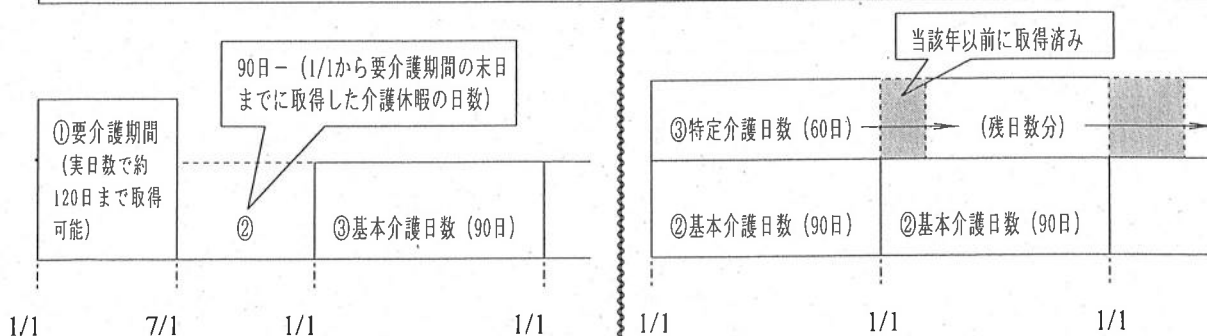 90日－（1/1から要介護期間の末日
までに取得した介護休暇の日数）
①要介護期間
（実日数で約
120日まで取得
可能）
②
③基本介護日数（90日）
1/1
7/1
1/1
1/1
当該年以前に取得済み
③特定介護日数（60日）
（残日数分）
②基本介護日数（90日）
②基本介護日数（90日）
1/1
1/1
1/1